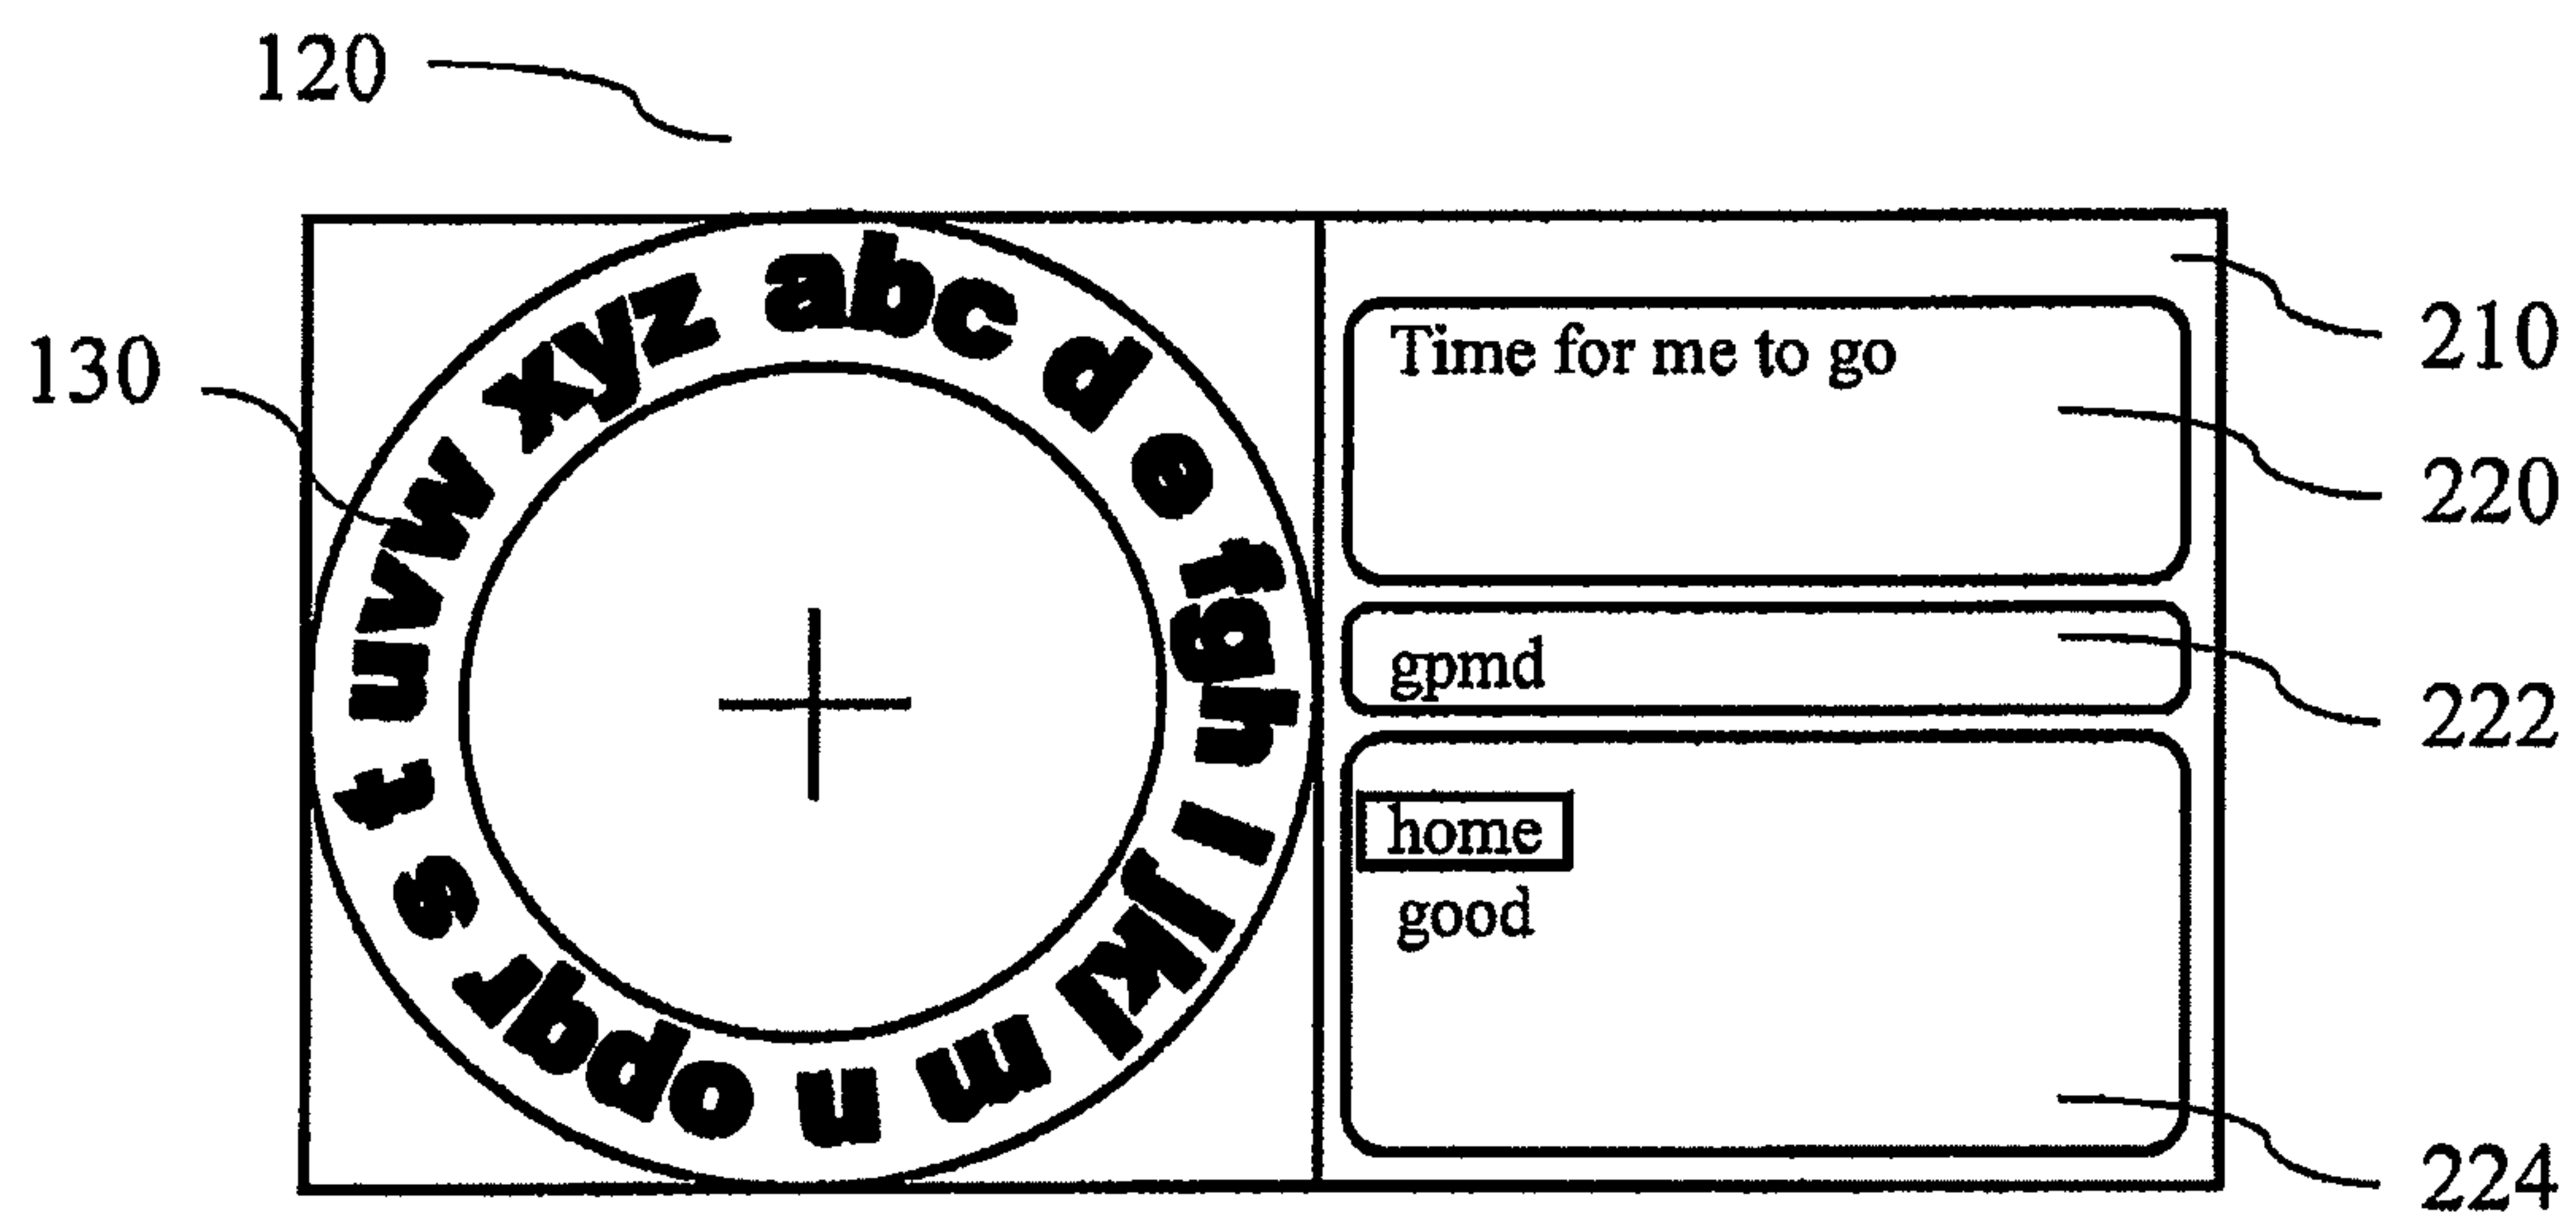 120
130
abc d e fgh I Jkl m n opqr s t uvw xyz
210
Time for me to go
220
gpmd
222
home
good
224